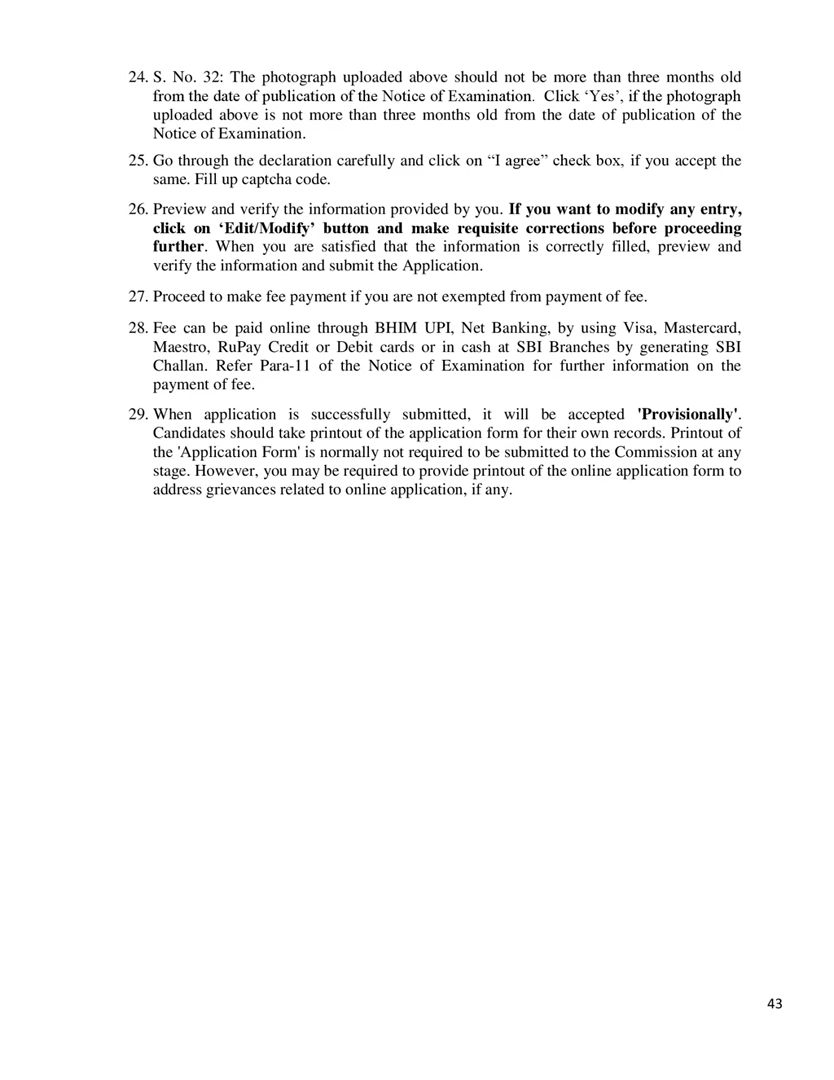 24. S. No. 32: The photograph uploaded above should not be more than three months old
from the date of publication of the Notice of Examination.  Click ‘Yes’, if the photograph
uploaded above is not more than three months old from the date of publication of the
Notice of Examination.
25. Go through the declaration carefully and click on “I agree” check box, if you accept the
same. Fill up captcha code.
26. Preview and verify the information provided by you. If you want to modify any entry,
click on ‘Edit/Modify’ button and make requisite corrections before proceeding
further. When you are satisfied that the information is correctly filled, preview and
verify the information and submit the Application.
27. Proceed to make fee payment if you are not exempted from payment of fee.
28. Fee can be paid online through BHIM UPI, Net Banking, by using Visa, Mastercard,
Maestro, RuPay Credit or Debit cards or in cash at SBI Branches by generating SBI
Challan. Refer Para-11 of the Notice of Examination for further information on the
payment of fee.
29. When application is successfully submitted, it will be accepted 'Provisionally'.
Candidates should take printout of the application form for their own records. Printout of
the 'Application Form' is normally not required to be submitted to the Commission at any
stage. However, you may be required to provide printout of the online application form to
address grievances related to online application, if any.
43